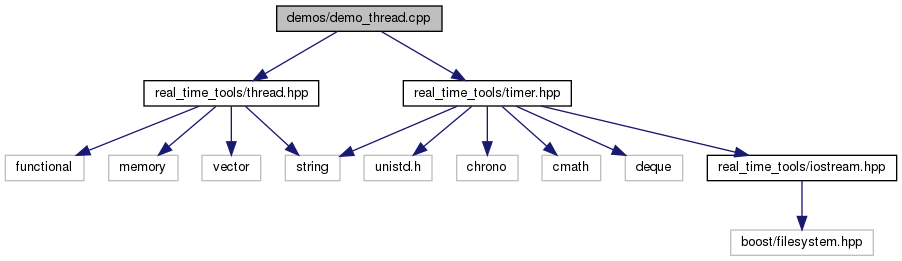 demos/demo_thread.cpp
real_time_tools/thread.hpp
real_time_tools/timer.hpp
functional
memory
vector
string
unistd.h
chrono
cmath
deque
real_time_tools/iostream.hpp
boost/filesystem.hpp